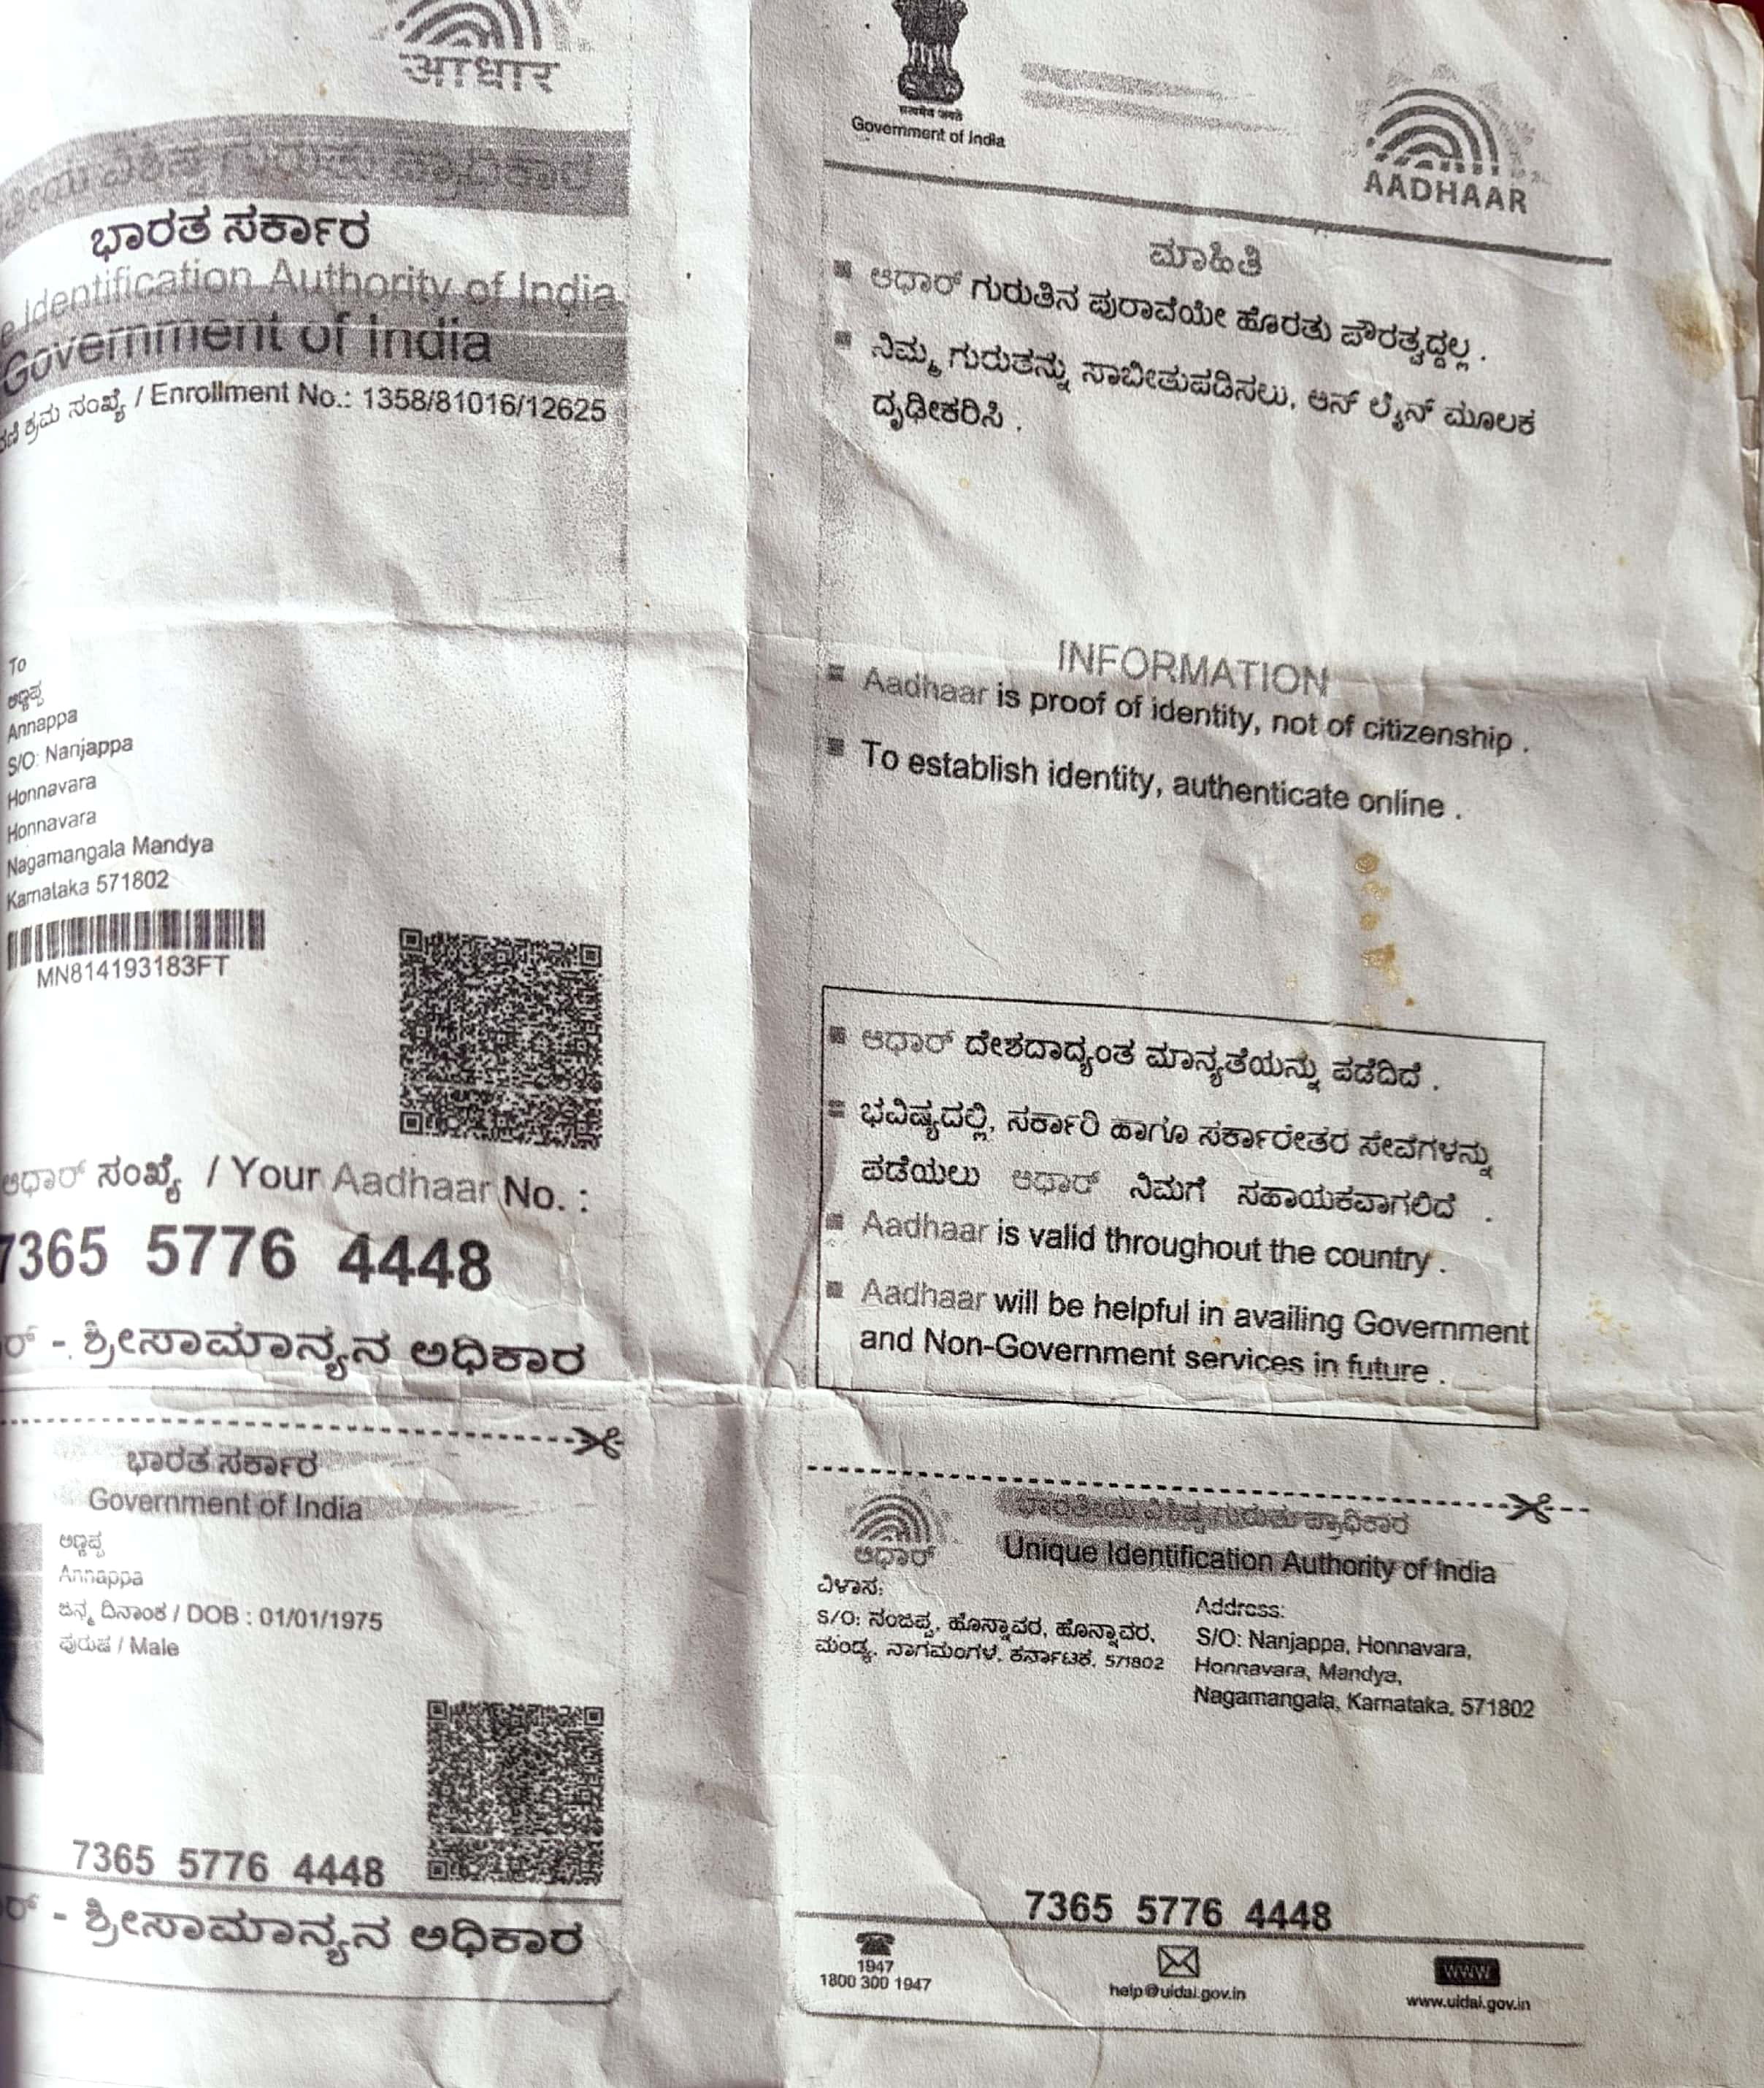 आधार
ಭಾರತ ಸರ್ಕಾರ
Identification Authority of India
Government of India
ಕ್ರಮ ಸಂಖ್ಯೆ / Enrollment No.: 1358/81016/12625
To
ಅಣ್ಣಪ್ಪ
Annappa
S/O: Nanjappa
Honnavara
Honnavara
Nagamangala Mandya
Karnataka 571802
MN814193183FT
ಆಧಾರ್ ಸಂಖ್ಯೆ / Your Aadhaar No. :
7365 5776 4448
- ಶ್ರೀಸಾಮಾನ್ಯನ ಅಧಿಕಾರ
ಭಾರತ ಸರ್ಕಾರ
Government of India
ಅಣ್ಣಪ್ಪ
Annappa
ಜನ್ಮ ದಿನಾಂಕ / DOB : 01/01/1975
ಪುರುಷ / Male
7365 5776 4448
- ಶ್ರೀಸಾಮಾನ್ಯನ ಅಧಿಕಾರ
सत्यमेव जयते
Government of India
AADHAAR
ಮಾಹಿತಿ
■ ಆಧಾರ್ ಗುರುತಿನ ಪುರಾವೆಯೇ ಹೊರತು ಪೌರತ್ವದ್ದಲ್ಲ .
■ ನಿಮ್ಮ ಗುರುತನ್ನು ಸಾಬೀತುಪಡಿಸಲು, ಆನ್ ಲೈನ್ ಮೂಲಕ
ದೃಢೀಕರಿಸಿ .
INFORMATION
■ Aadhaar is proof of identity, not of citizenship .
■ To establish identity, authenticate online .
■ ಆಧಾರ್ ದೇಶದಾದ್ಯಂತ ಮಾನ್ಯತೆಯನ್ನು ಪಡೆದಿದೆ .
■ ಭವಿಷ್ಯದಲ್ಲಿ, ಸರ್ಕಾರಿ ಹಾಗೂ ಸರ್ಕಾರೇತರ ಸೇವೆಗಳನ್ನು
ಪಡೆಯಲು ಆಧಾರ್ ನಿಮಗೆ ಸಹಾಯಕವಾಗಲಿದೆ .
■ Aadhaar is valid throughout the country .
■ Aadhaar will be helpful in availing Government
and Non-Government services in future .
ಭಾರತೀಯ ವಿಶಿಷ್ಟ ಗುರುತು ಪ್ರಾಧಿಕಾರ
ಆಧಾರ್
Unique Identification Authority of India
ವಿಳಾಸ:
S/O: ನಂಜಪ್ಪ, ಹೊನ್ನಾವರ, ಹೊನ್ನಾವರ,
ಮಂಡ್ಯ, ನಾಗಮಂಗಳ, ಕರ್ನಾಟಕ, 571802
Address:
S/O: Nanjappa, Honnavara,
Honnavara, Mandya,
Nagamangala, Karnataka, 571802
7365 5776 4448
1947
1800 300 1947
help@uidai.gov.in
www
www.uidai.gov.in